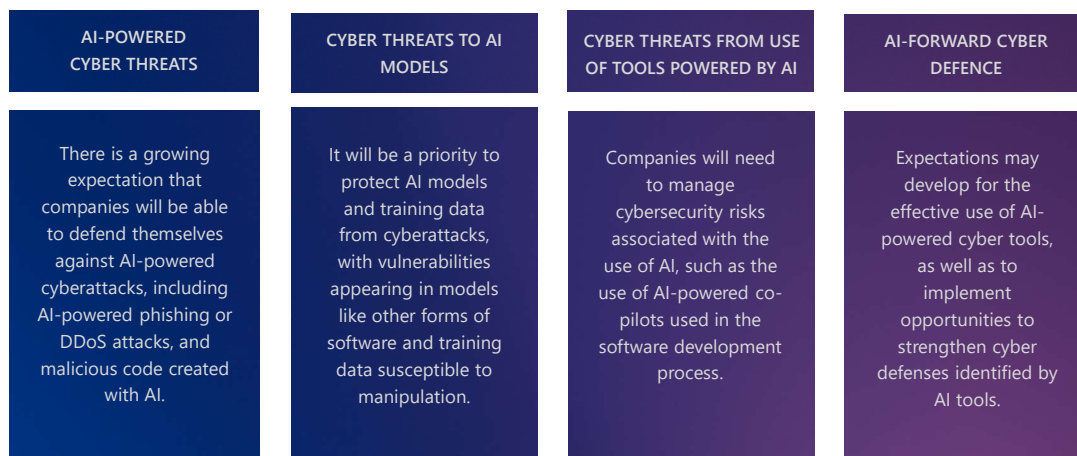 AI-POWERED
CYBER THREATS
There is a growing
expectation that
companies will be able
to defend themselves
against AI-powered
cyberattacks, including
AI-powered phishing or
DDoS attacks, and
malicious code created
with AI.
CYBER THREATS TO AI
MODELS
It will be a priority to
protect AI models
and training data
from cyberattacks,
with vulnerabilities
appearing in models
like other forms of
software and training
data susceptible to
manipulation.
CYBER THREATS FROM USE
OF TOOLS POWERED BY AI
Companies will need
to manage
cybersecurity risks
associated with the
use of AI, such as the
use of AI-powered co-
pilots used in the
software development
process.
AI-FORWARD CYBER
DEFENCE
Expectations may
develop for the
effective use of AI-
powered cyber tools,
as well as to
implement
opportunities to
strengthen cyber
defenses identified by
AI tools.